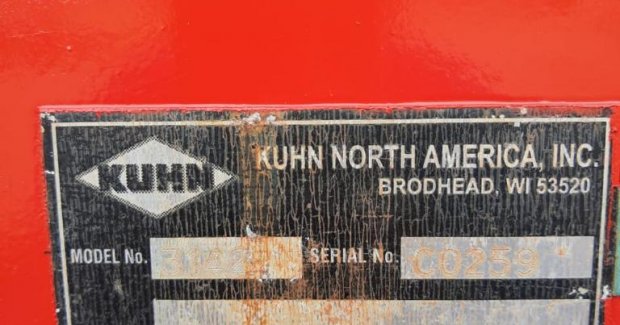 KUHN
KUHN NORTH AMERICA, INC.
BRODHEAD, WI 53520
MODEL No. SERIAL No. C0259